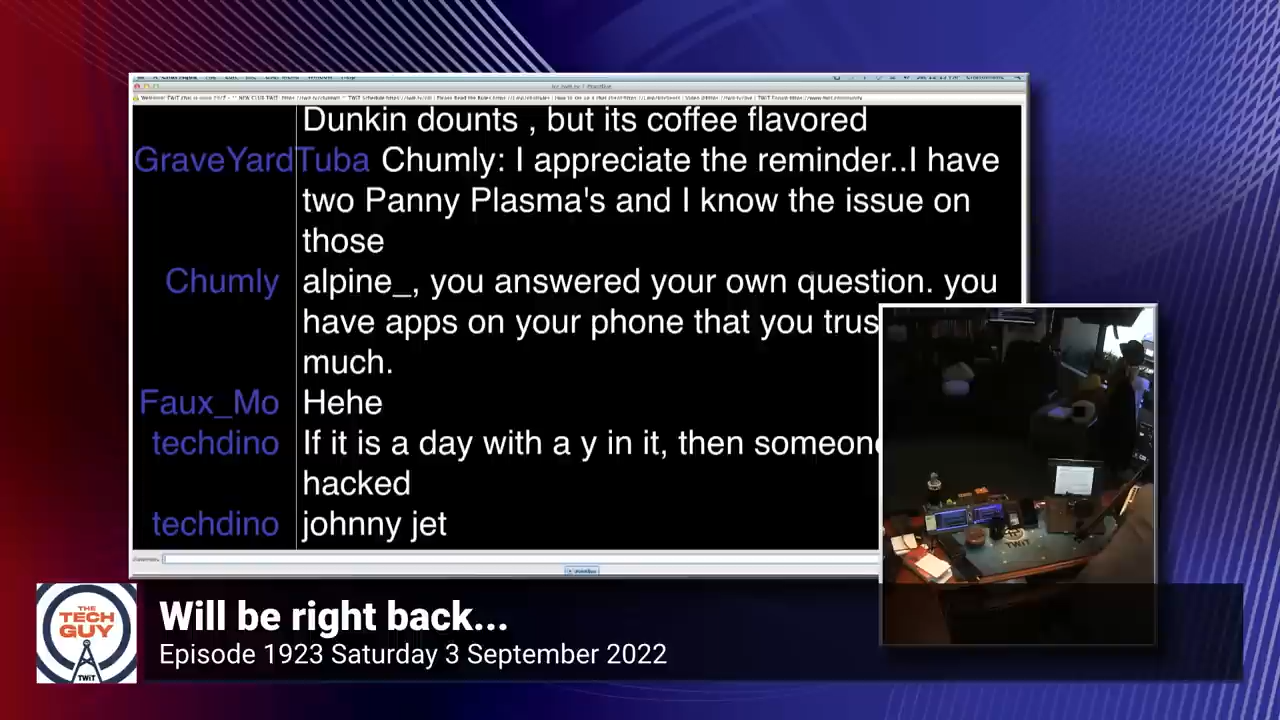 Dunkin dounts , but its coffee flavored
GraveYardTuba Chumly: I appreciate the reminder..I have
two Panny Plasma's and I know the issue on
those
Chumly alpine_, you answered your own question. you
have apps on your phone that you trus
much.
Faux_Mo Hehe
techdino If it is a day with a y in it, then someone
hacked
techdino johnny jet
TWiT
THE
TECH
GUY
TWiT
Will be right back...
Episode 1923 Saturday 3 September 2022